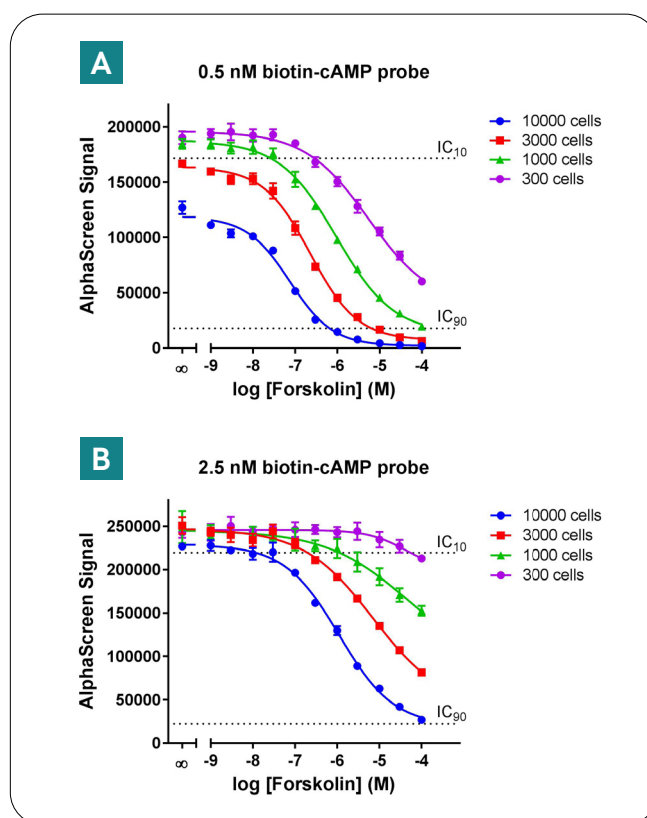 A
0.5 nM biotin-cAMP probe
AlphaScreen Signal
200000
150000
100000
50000
0
IC10
IC90
10000 cells
3000 cells
1000 cells
300 cells
∞ -9 -8 -7 -6 -5 -4
log [Forskolin] (M)
B
2.5 nM biotin-cAMP probe
AlphaScreen Signal
250000
200000
150000
100000
50000
0
IC10
IC90
10000 cells
3000 cells
1000 cells
300 cells
∞ -9 -8 -7 -6 -5 -4
log [Forskolin] (M)